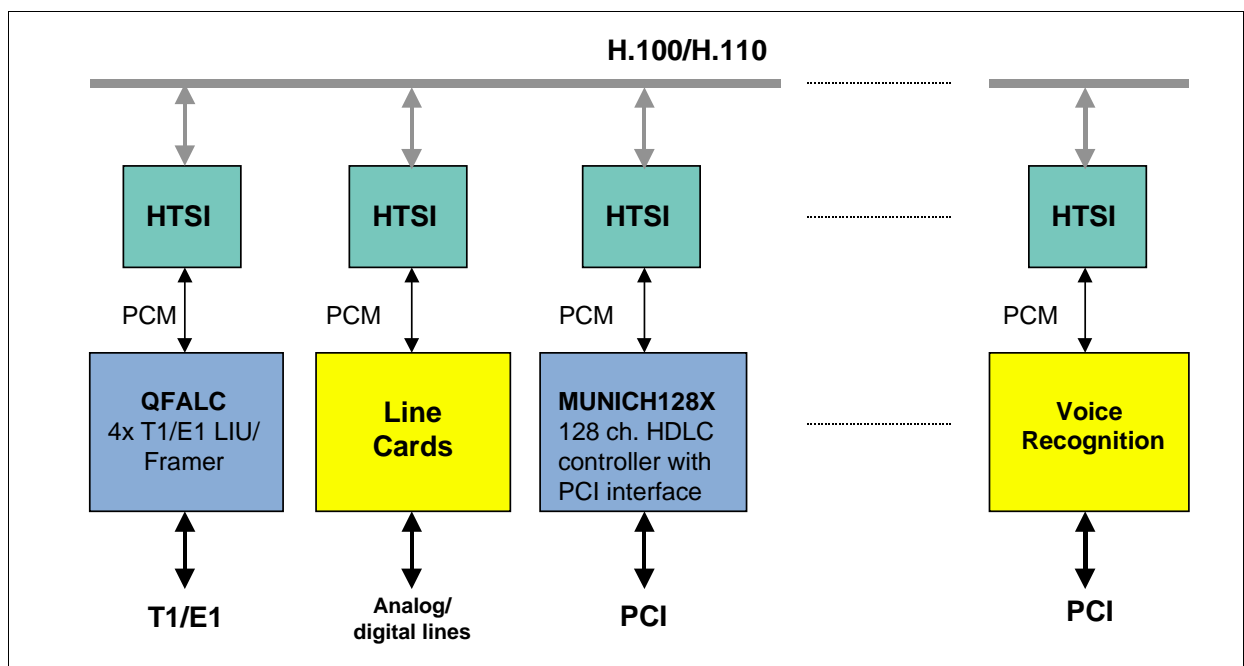 H.100/H.110
HTSI
HTSI
HTSI
HTSI
PCM
PCM
PCM
PCM
QFALC
4x T1/E1 LIU/
Framer
Line
Cards
MUNICH128X
128 ch. HDLC
controller with
PCI interface
Voice
Recognition
T1/E1
Analog/
digital lines
PCI
PCI